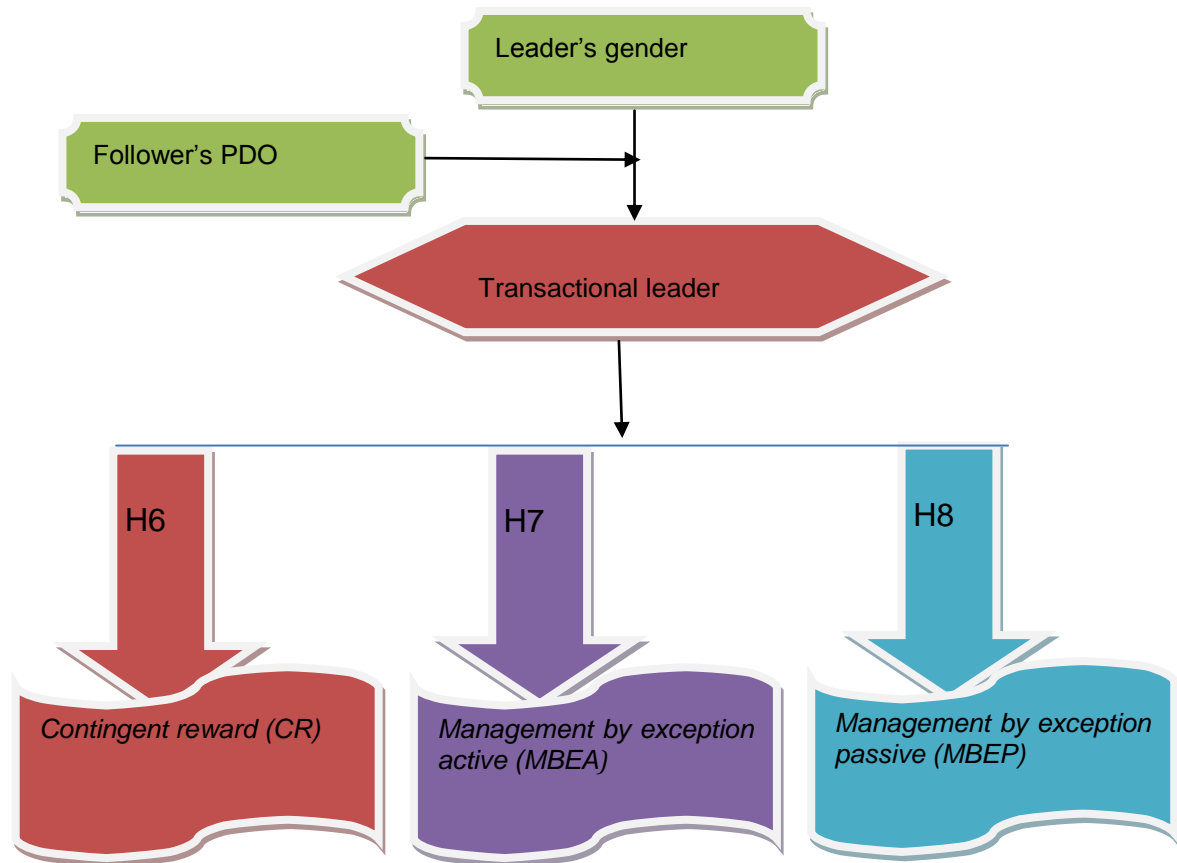 Leader’s gender
Follower’s PDO
Transactional leader
H6
H7
H8
Contingent reward (CR)
Management by exception
active (MBEA)
Management by exception
passive (MBEP)